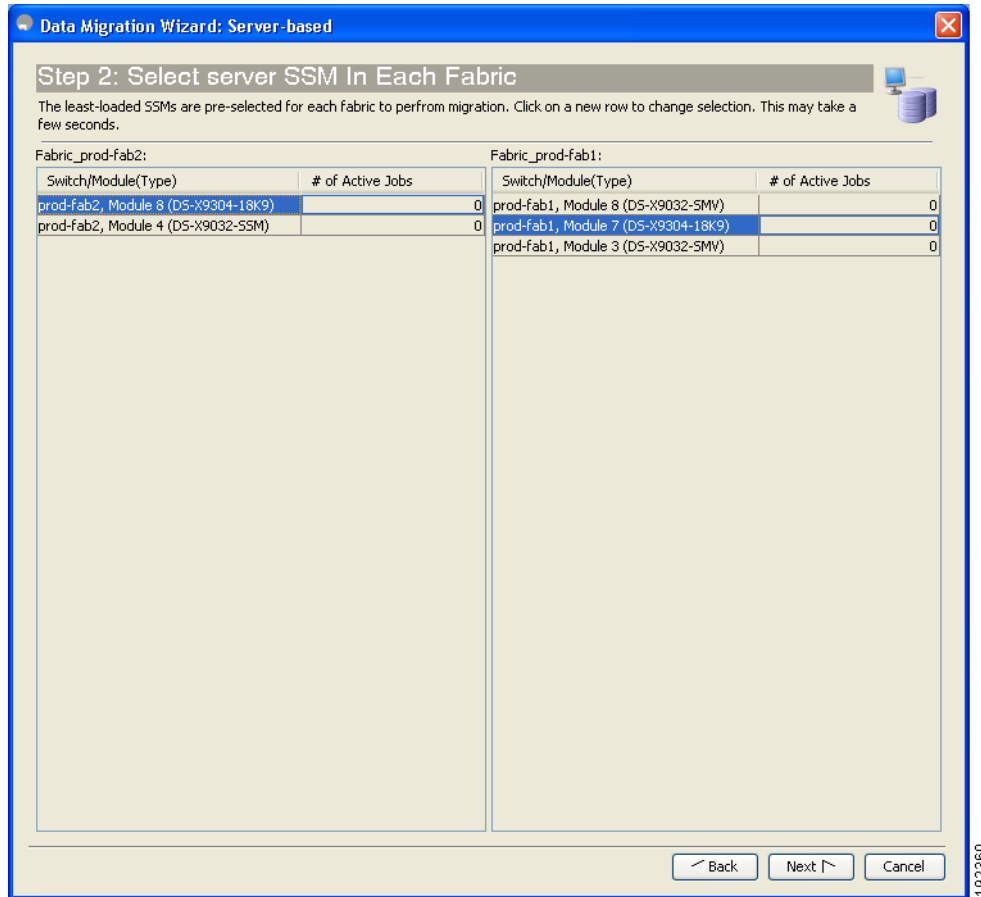 Data Migration Wizard: Server-based
Step 2: Select server SSM In Each Fabric
The least-loaded SSMs are pre-selected for each fabric to perfrom migration. Click on a new row to change selection. This may take a
few seconds.
Fabric_prod-fab2:
Switch/Module(Type) # of Active Jobs
prod-fab2, Module 8 (DS-X9304-18K9) 0
prod-fab2, Module 4 (DS-X9032-SSM) 0
Fabric_prod-fab1:
Switch/Module(Type) # of Active Jobs
prod-fab1, Module 8 (DS-X9032-SMV) 0
prod-fab1, Module 7 (DS-X9304-18K9) 0
prod-fab1, Module 3 (DS-X9032-SMV) 0
Back Next Cancel